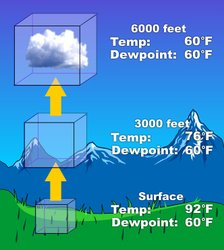 6000 feet
Temp: 60°F
Dewpoint: 60°F
3000 feet
Temp: 76°F
Dewpoint: 60°F
Surface
Temp: 92°F
Dewpoint: 60°F